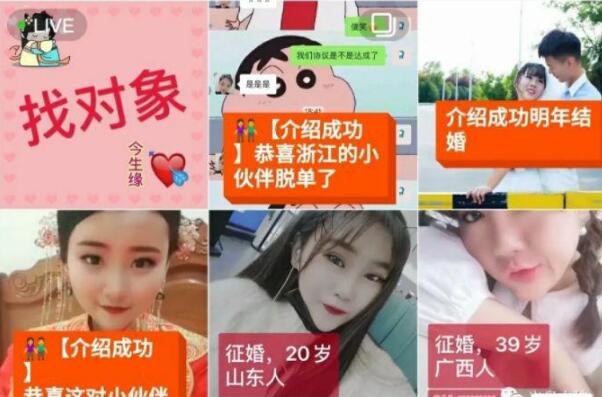 LIVE
找对象
今生缘
我们协议是不是达成了
是是是
【介绍成功
】恭喜浙江的小
伙伴脱单了
介绍成功明年结
婚
【介绍成功
】
恭喜这对小伙伴
征婚，20岁
山东人
征婚，39岁
广西人